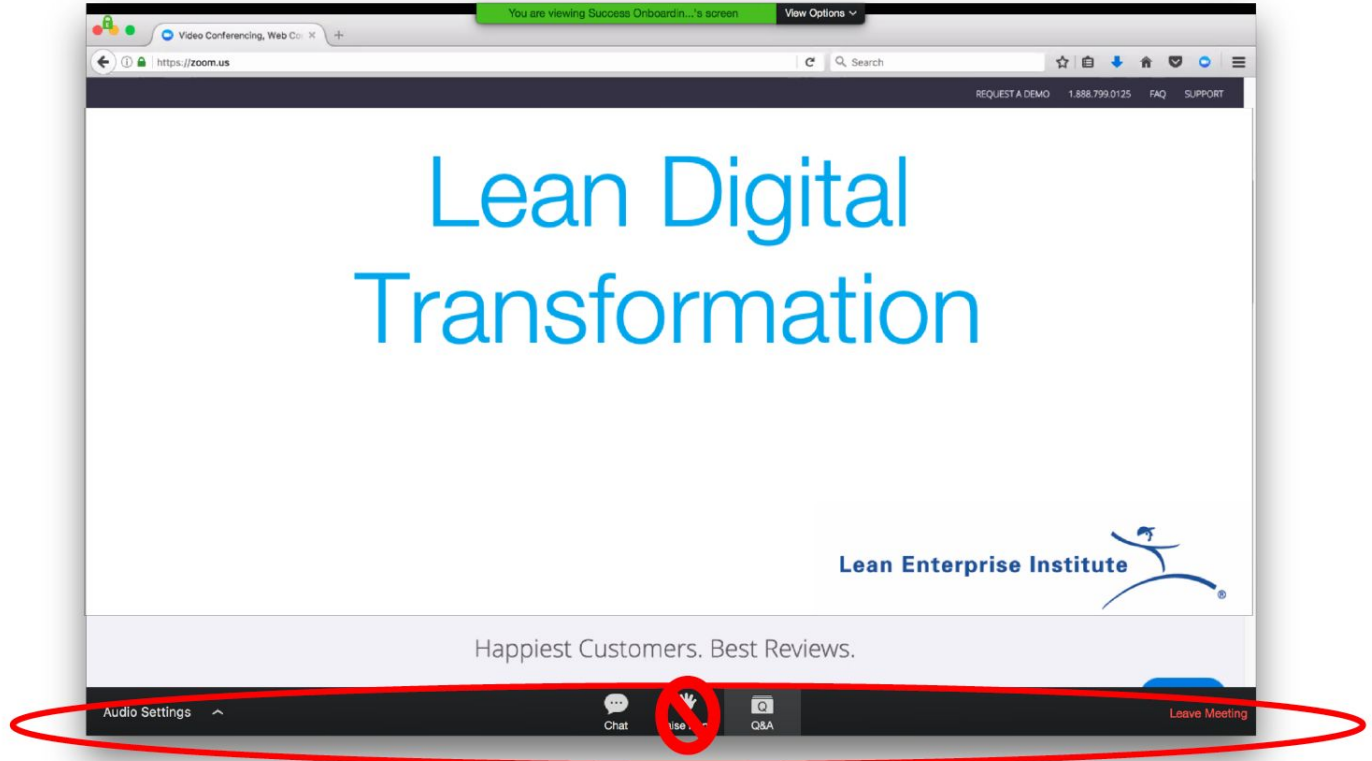 You are viewing Success Onboardin...'s screen View Options
Video Conferencing, Web Co
https://zoom.us Search
REQUEST A DEMO 1.888.799.0125 FAQ SUPPORT
Lean Digital
Transformation
Lean Enterprise Institute
®
Happiest Customers. Best Reviews.
Audio Settings Chat Q&A Leave Meeting